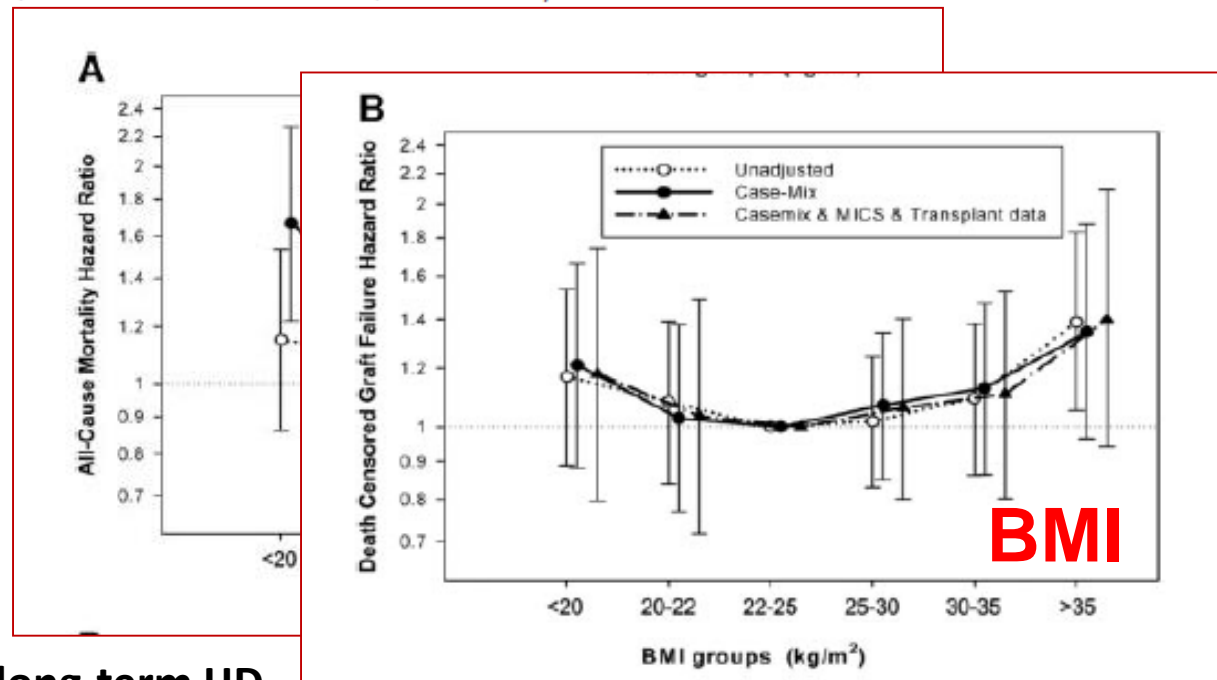 A
All-Cause Mortality Hazard Ratio
2.4
2.2
2
1.8
1.6
1.4
1.2
1
0.9
0.8
0.7
<20
B
Death Censored Graft Failure Hazard Ratio
2.4
2.2
2
1.8
1.6
1.4
1.2
1
0.9
0.8
0.7
Unadjusted
Case-Mix
Casemix & MICS & Transplant data
BMI
<20 20-22 22-25 25-30 30-35 >35
BMI groups (kg/m²)
long-term HD